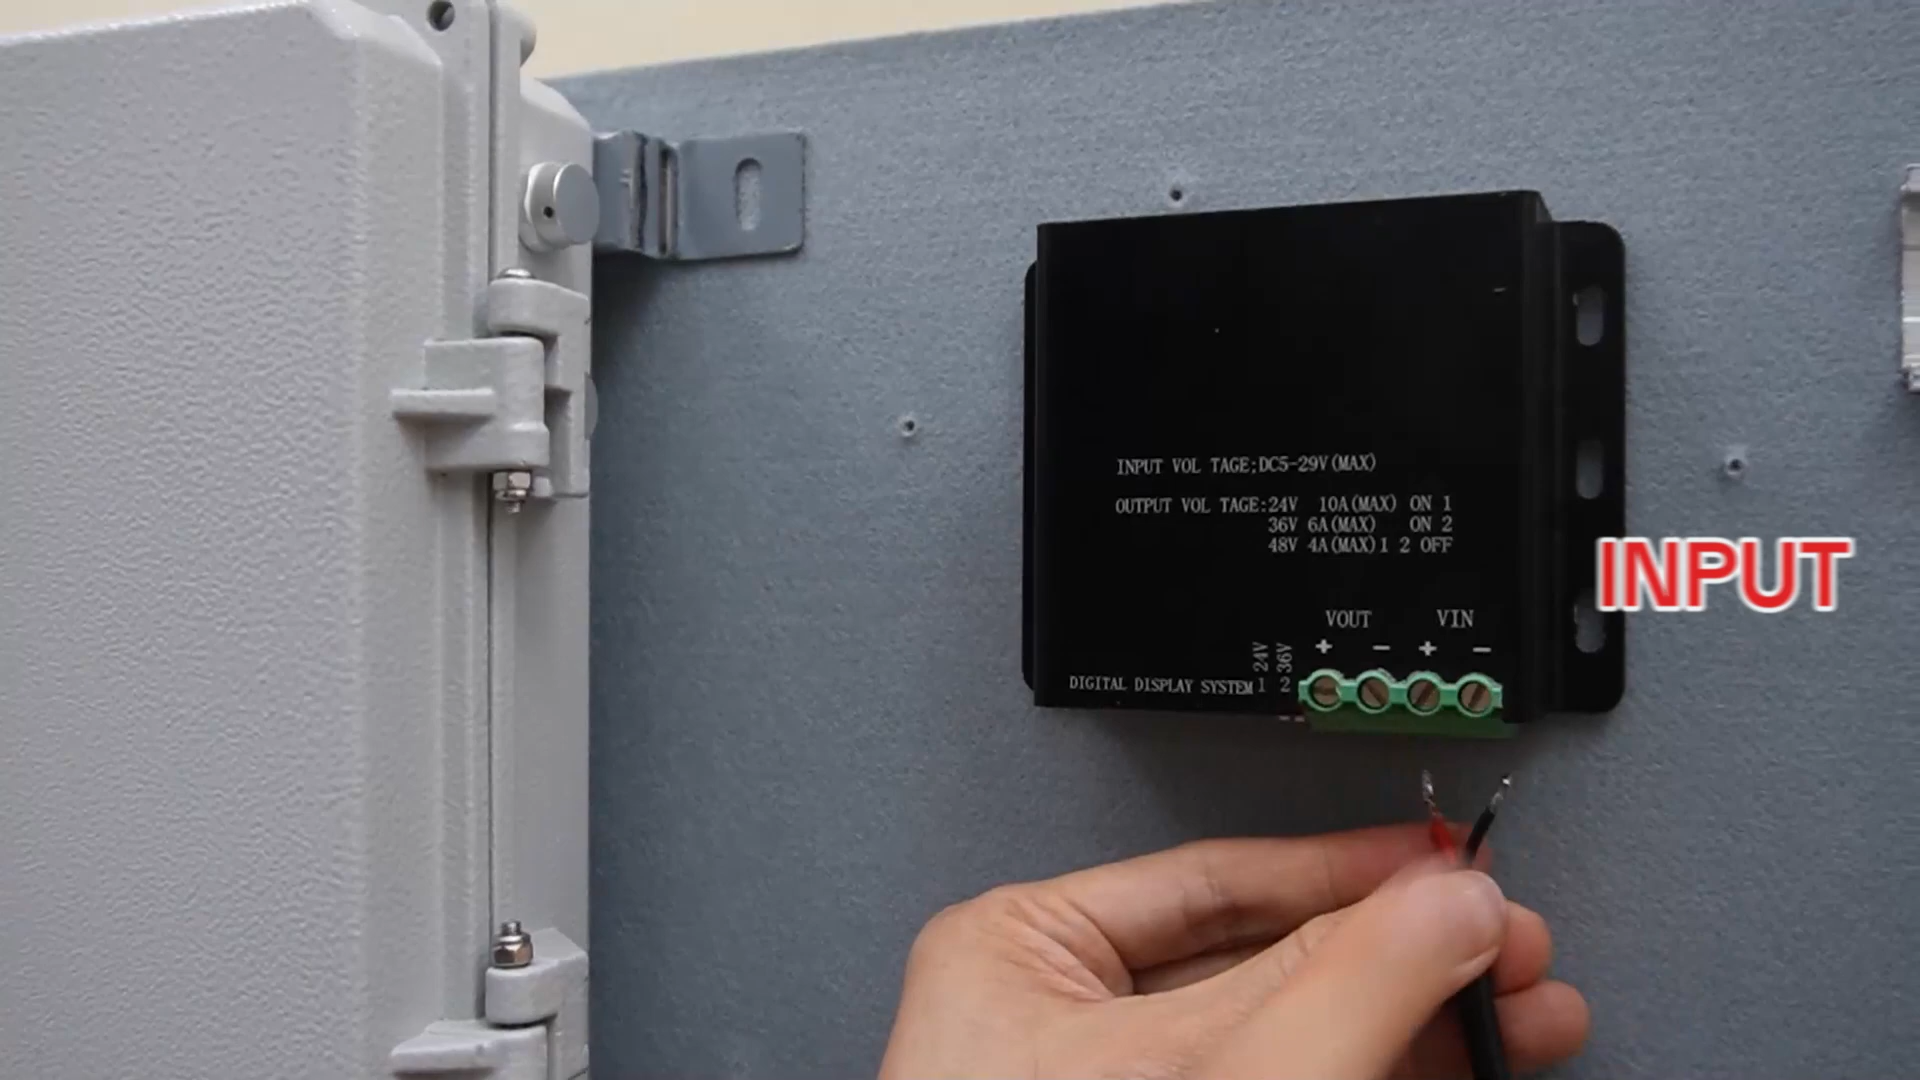 INPUT VOL TAGE;DC5-29V(MAX)
OUTPUT VOL TAGE:24V 10A(MAX) ON 1
36V 6A(MAX) ON 2
48V 4A(MAX)1 2 OFF
INPUT
VOUT VIN
+ − + −
24V 36V
DIGITAL DISPLAY SYSTEM 1 2